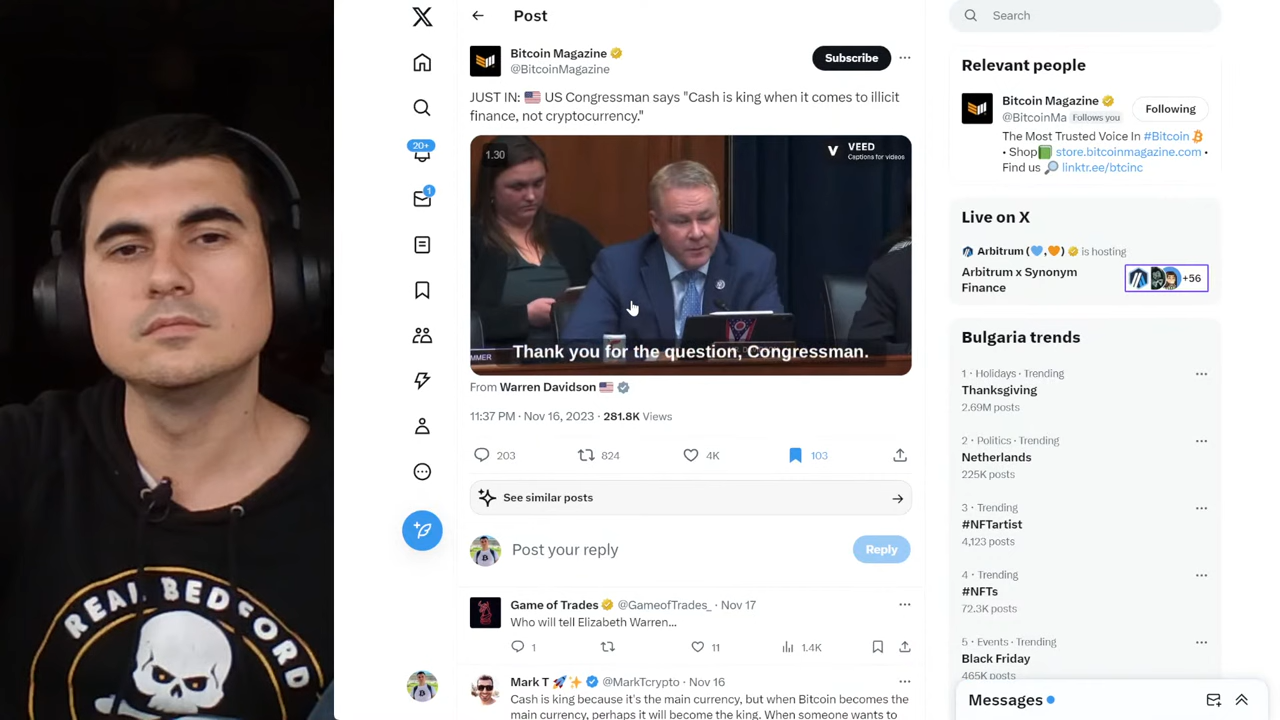 Post
Bitcoin Magazine
@BitcoinMagazine
Subscribe
JUST IN: 🇺🇸 US Congressman says "Cash is king when it comes to illicit
finance, not cryptocurrency."
1.30
VEED
Captions for videos
Thank you for the question, Congressman.
From Warren Davidson 🇺🇸
11:37 PM · Nov 16, 2023 · 281.8K Views
203
824
4K
103
See similar posts
Post your reply
Reply
Game of Trades @GameofTrades_ · Nov 17
Who will tell Elizabeth Warren...
1
11
1.4K
Mark T 🚀✨ @MarkTcrypto · Nov 16
Cash is king because it's the main currency, but when Bitcoin becomes the
main currency, perhaps it will become the king. When someone wants to
20+
1
Search
Relevant people
Bitcoin Magazine
@BitcoinMa Follows you
Following
The Most Trusted Voice In #Bitcoin
• Shop📗 store.bitcoinmagazine.com •
Find us 🔎 linktr.ee/btcinc
Live on X
Arbitrum (💙,🧡) is hosting
Arbitrum x Synonym
Finance
+56
Bulgaria trends
1 · Holidays · Trending
Thanksgiving
2.69M posts
2 · Politics · Trending
Netherlands
225K posts
3 · Trending
#NFTartist
4,123 posts
4 · Trending
#NFTs
72.3K posts
5 · Events · Trending
Black Friday
465K posts
Messages
REAL BEDFORD